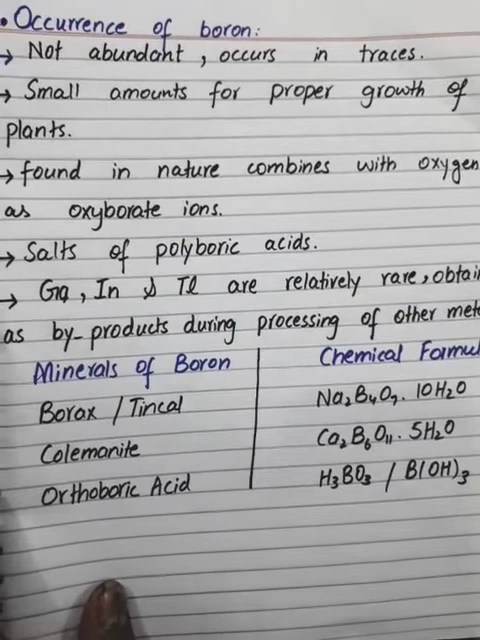 • Occurrence of boron:
→ Not abundant, occurs in traces.
→ Small amounts for proper growth of
plants.
→ found in nature combines with oxygen
as oxyborate ions.
→ Salts of polyboric acids.
→ Ga, In & Tl are relatively rare, obtai
as by-products during processing of other met
Minerals of Boron | Chemical Formul
Borax / Tincal | Na₂B₄O₇. 10H₂O
Colemanite | Ca₂B₆O₁₁. 5H₂O
Orthoboric Acid | H₃BO₃ / B(OH)₃